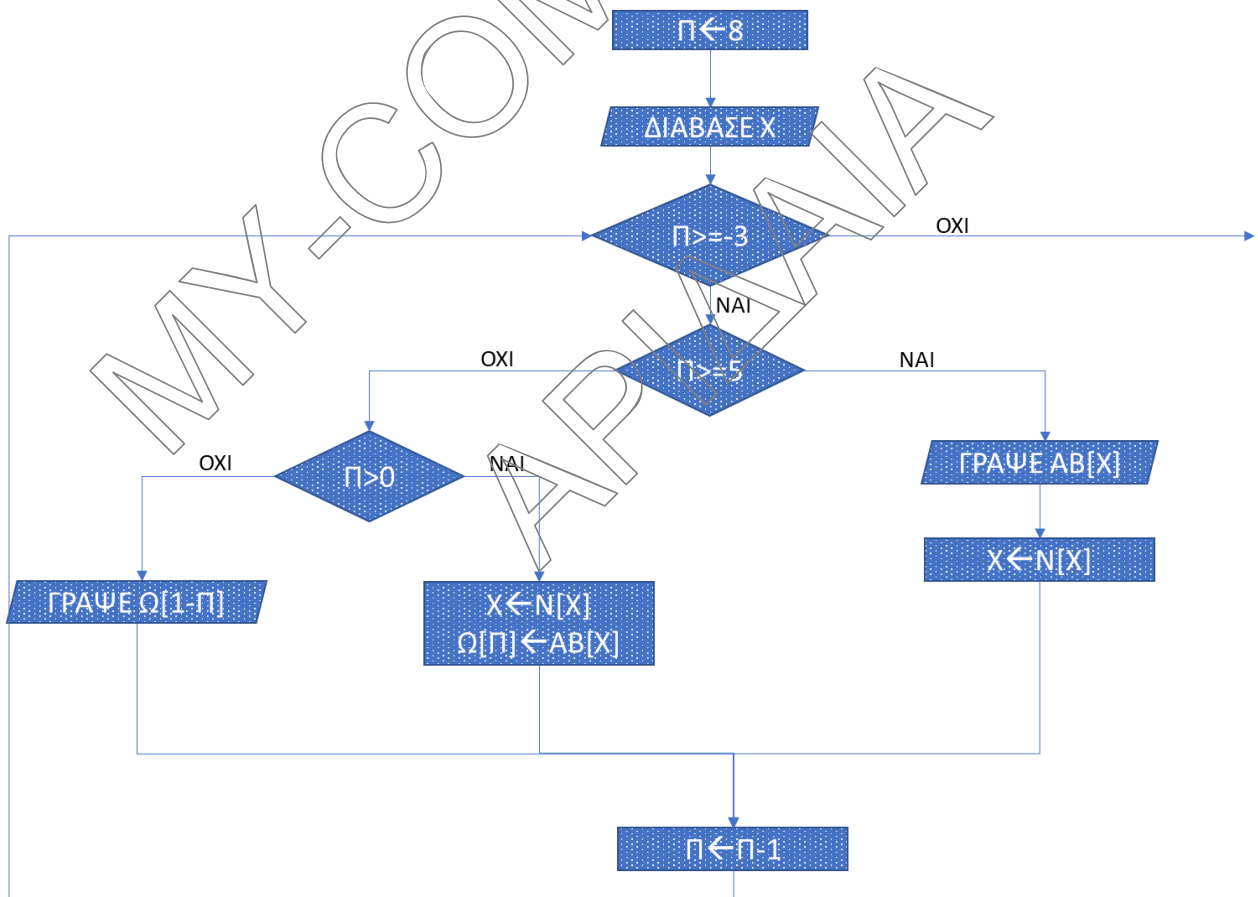 Π←8
ΔΙΑΒΑΣΕ Χ
Π>=-3
ΟΧΙ
ΝΑΙ
Π>=5
ΟΧΙ
ΝΑΙ
Π>0
ΟΧΙ
ΝΑΙ
ΓΡΑΨΕ ΑΒ[Χ]
Χ←Ν[Χ]
ΓΡΑΨΕ Ω[1-Π]
Χ←Ν[Χ]
Ω[Π]←ΑΒ[Χ]
Π←Π-1